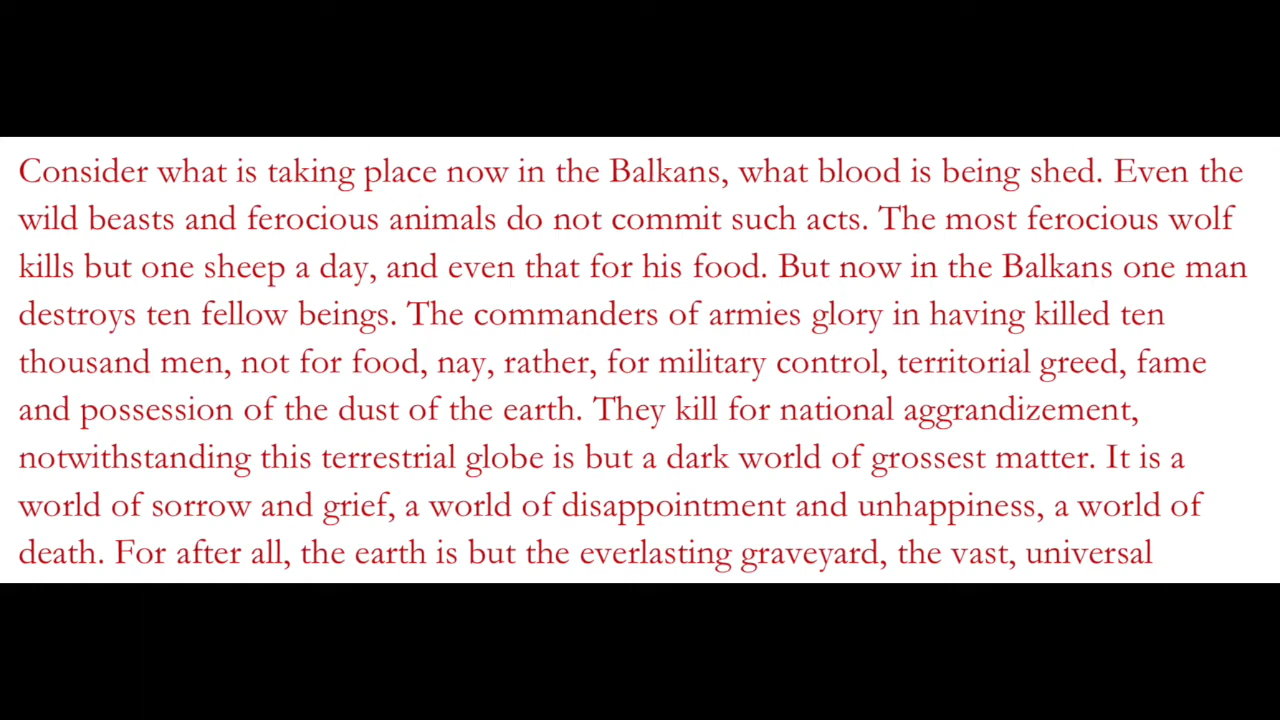 Consider what is taking place now in the Balkans, what blood is being shed. Even the
wild beasts and ferocious animals do not commit such acts. The most ferocious wolf
kills but one sheep a day, and even that for his food. But now in the Balkans one man
destroys ten fellow beings. The commanders of armies glory in having killed ten
thousand men, not for food, nay, rather, for military control, territorial greed, fame
and possession of the dust of the earth. They kill for national aggrandizement,
notwithstanding this terrestrial globe is but a dark world of grossest matter. It is a
world of sorrow and grief, a world of disappointment and unhappiness, a world of
death. For after all, the earth is but the everlasting graveyard, the vast, universal